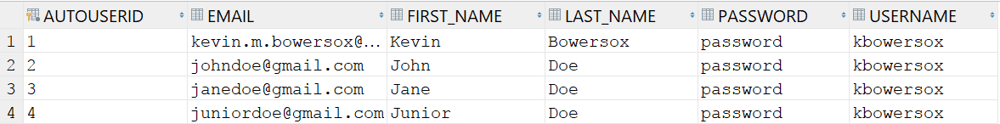 AUTOUSERID EMAIL FIRST_NAME LAST_NAME PASSWORD USERNAME
1 1 kevin.m.bowersox@... Kevin Bowersox password kbowersox
2 2 johndoe@gmail.com John Doe password kbowersox
3 3 janedoe@gmail.com Jane Doe password kbowersox
4 4 juniordoe@gmail.com Junior Doe password kbowersox